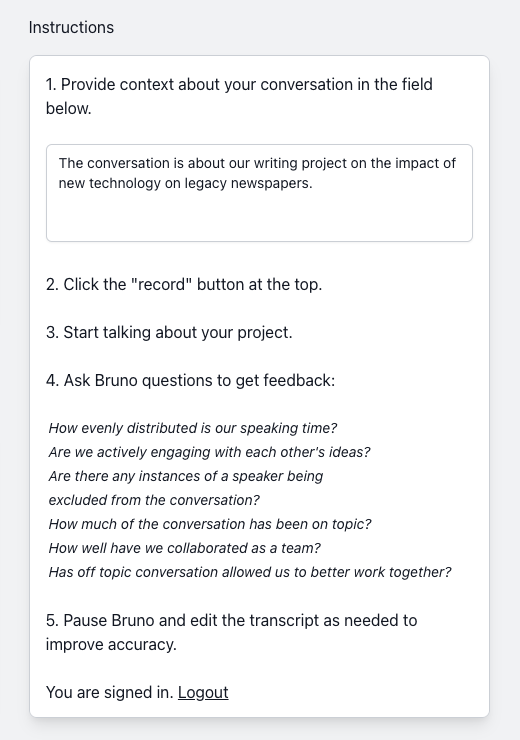 Instructions
1. Provide context about your conversation in the field
below.
The conversation is about our writing project on the impact of
new technology on legacy newspapers.
2. Click the "record" button at the top.
3. Start talking about your project.
4. Ask Bruno questions to get feedback:
How evenly distributed is our speaking time?
Are we actively engaging with each other's ideas?
Are there any instances of a speaker being
excluded from the conversation?
How much of the conversation has been on topic?
How well have we collaborated as a team?
Has off topic conversation allowed us to better work together?
5. Pause Bruno and edit the transcript as needed to
improve accuracy.
You are signed in. Logout